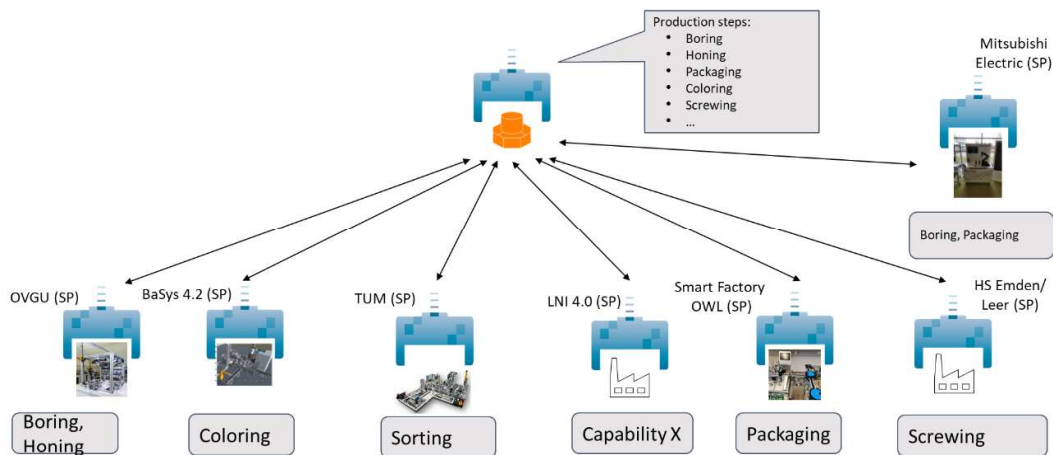 Production steps:
• Boring
• Honing
• Packaging
• Coloring
• Screwing
• ...
Mitsubishi
Electric (SP)
Boring, Packaging
OVGU (SP)
BaSys 4.2 (SP)
TUM (SP)
LNI 4.0 (SP)
Smart Factory
OWL (SP)
HS Emden/
Leer (SP)
Boring,
Honing
Coloring
Sorting
Capability X
Packaging
Screwing